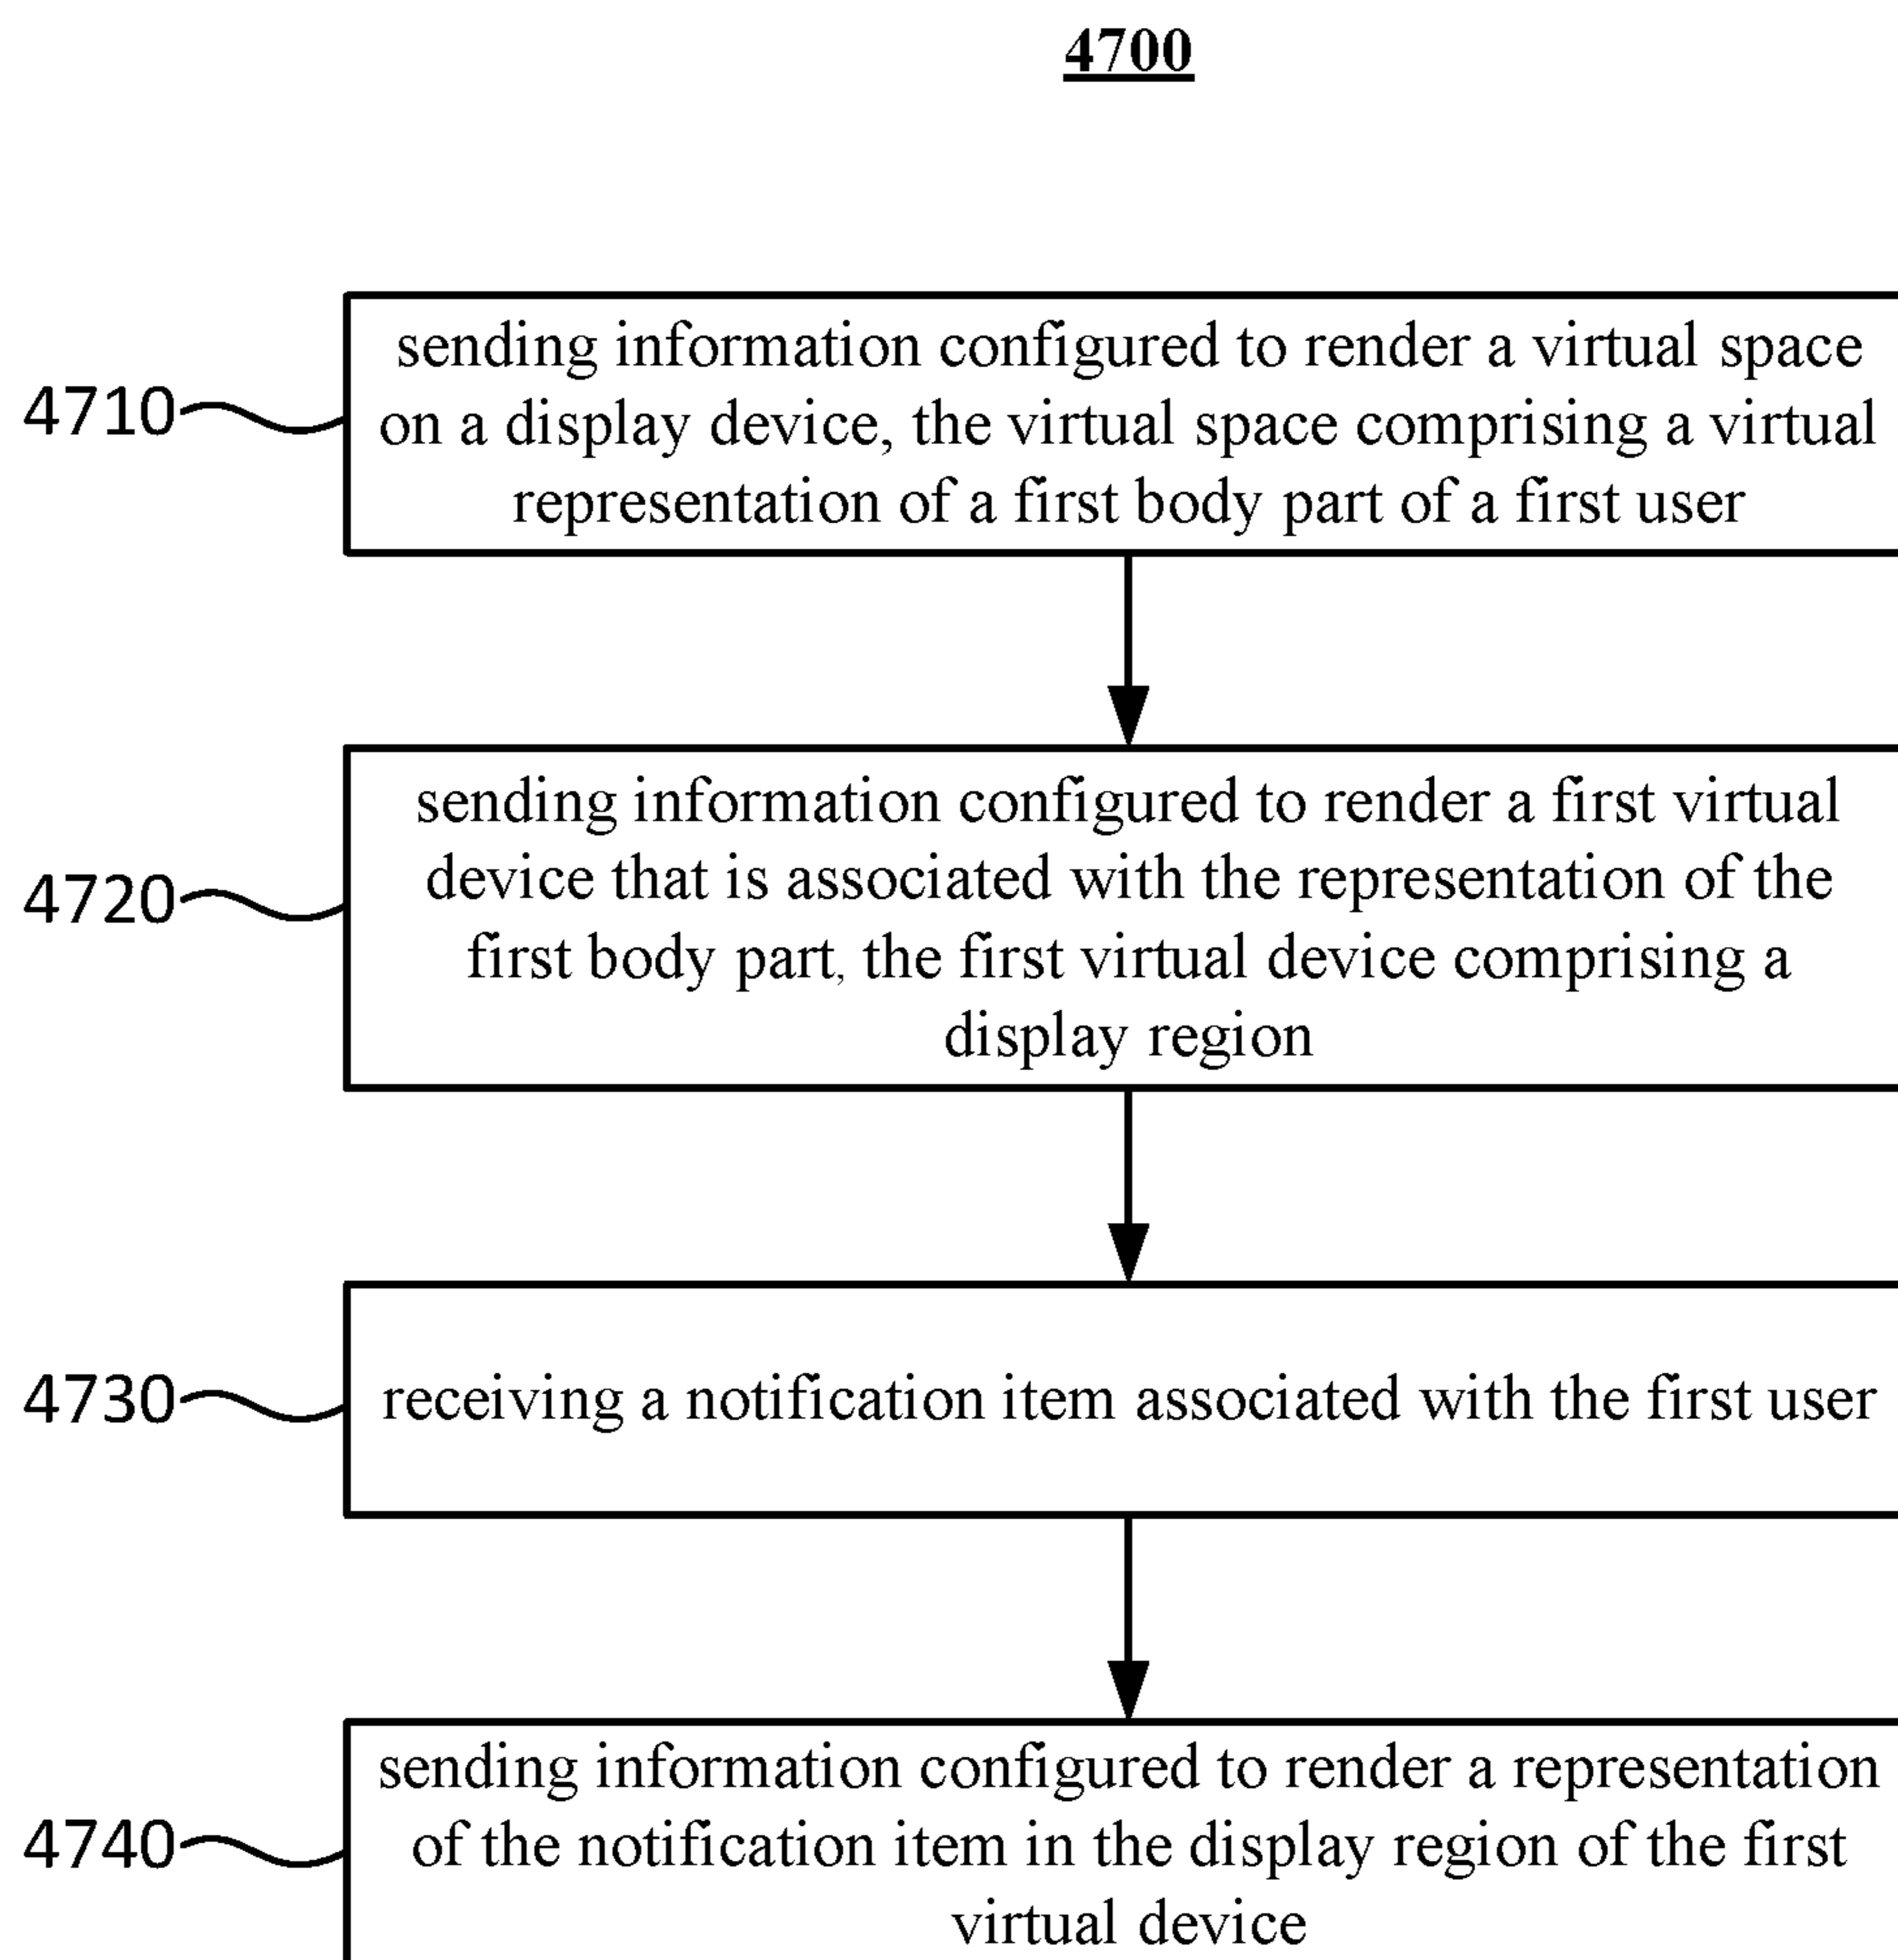 4700
4710
sending information configured to render a virtual space
on a display device, the virtual space comprising a virtual
representation of a first body part of a first user
4720
sending information configured to render a first virtual
device that is associated with the representation of the
first body part, the first virtual device comprising a
display region
4730
receiving a notification item associated with the first user
4740
sending information configured to render a representation
of the notification item in the display region of the first
virtual device